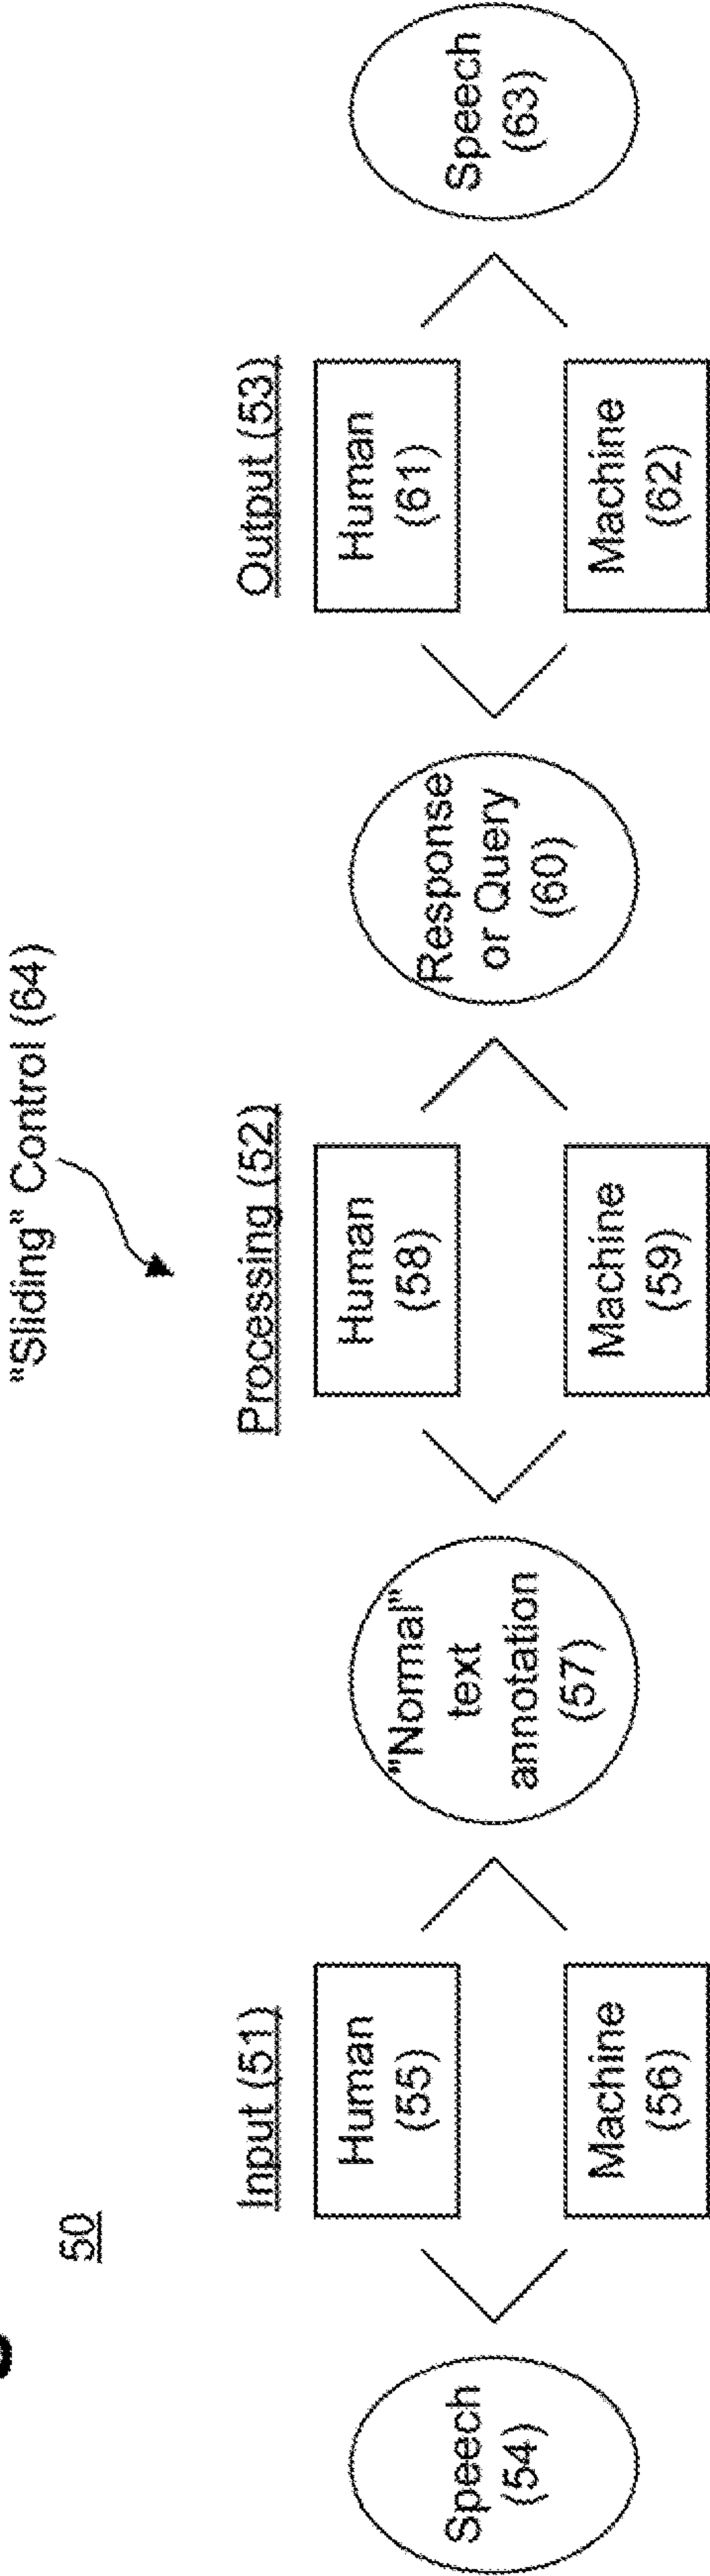 50
"Sliding" Control (64)
Input (51)
Processing (52)
Output (53)
Speech
(54)
Human
(55)
Machine
(56)
"Normal"
text
annotation
(57)
Human
(58)
Machine
(59)
Response
or Query
(60)
Human
(61)
Machine
(62)
Speech
(63)